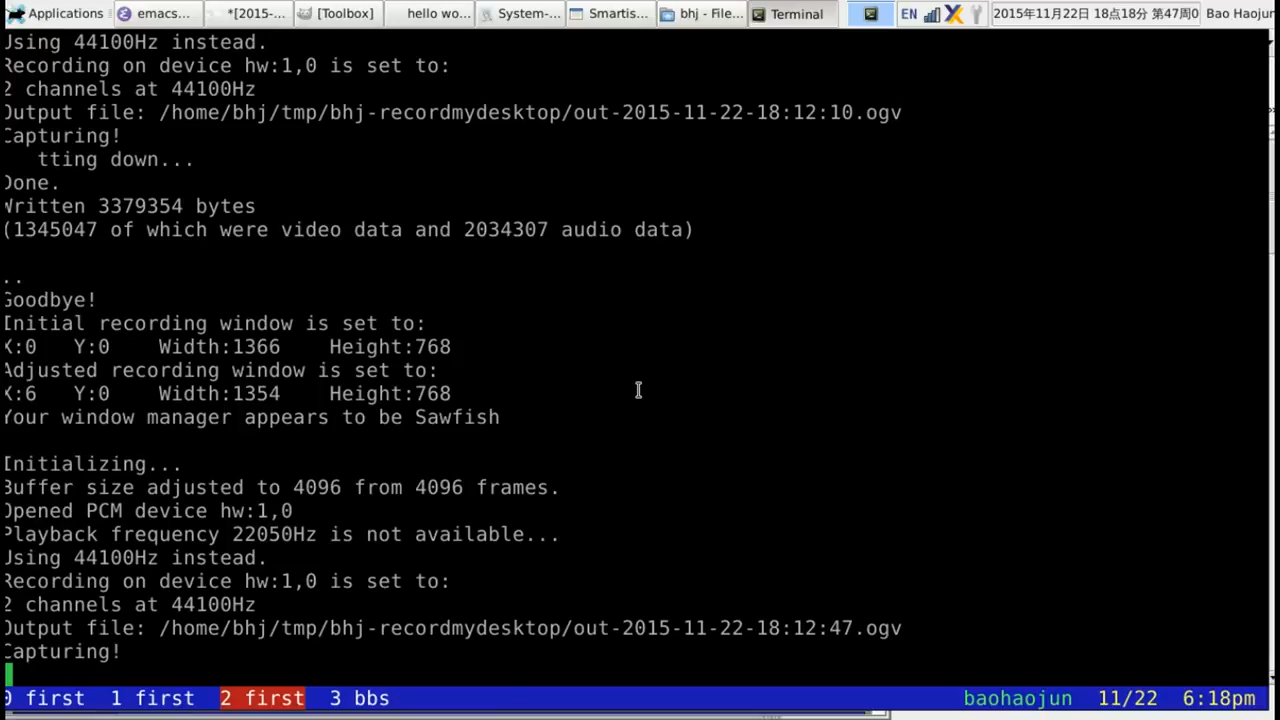 Applications emacs... *[2015-... [Toolbox] hello wo... System-... Smartis... bhj - File... Terminal EN 2015年11月22日 18点18分 第47周0 Bao Haojun
Using 44100Hz instead.
Recording on device hw:1,0 is set to:
2 channels at 44100Hz
Output file: /home/bhj/tmp/bhj-recordmydesktop/out-2015-11-22-18:12:10.ogv
Capturing!
tting down...
Done.
Written 3379354 bytes
(1345047 of which were video data and 2034307 audio data)
..
Goodbye!
Initial recording window is set to:
X:0 Y:0 Width:1366 Height:768
Adjusted recording window is set to:
X:6 Y:0 Width:1354 Height:768
Your window manager appears to be Sawfish
Initializing...
Buffer size adjusted to 4096 from 4096 frames.
Opened PCM device hw:1,0
Playback frequency 22050Hz is not available...
Using 44100Hz instead.
Recording on device hw:1,0 is set to:
2 channels at 44100Hz
Output file: /home/bhj/tmp/bhj-recordmydesktop/out-2015-11-22-18:12:47.ogv
Capturing!
0 first 1 first 2 first 3 bbs baohaojun 11/22 6:18pm